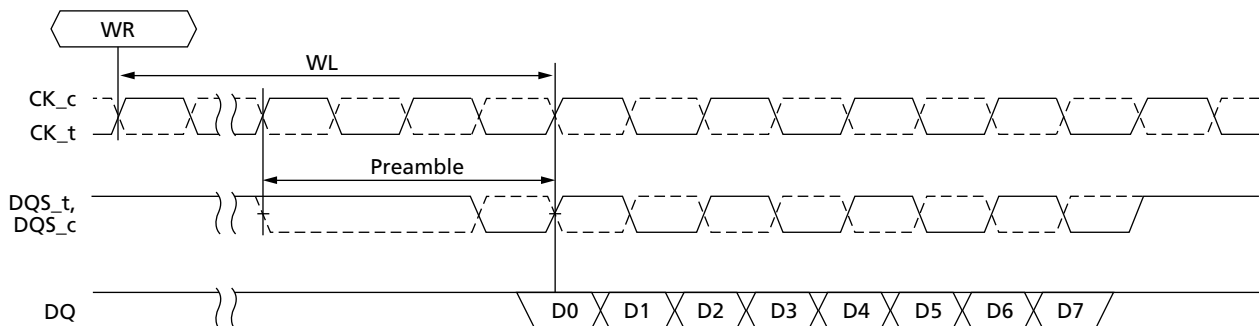 WR
WL
CK_c
CK_t
Preamble
DQS_t,
DQS_c
DQ D0 D1 D2 D3 D4 D5 D6 D7